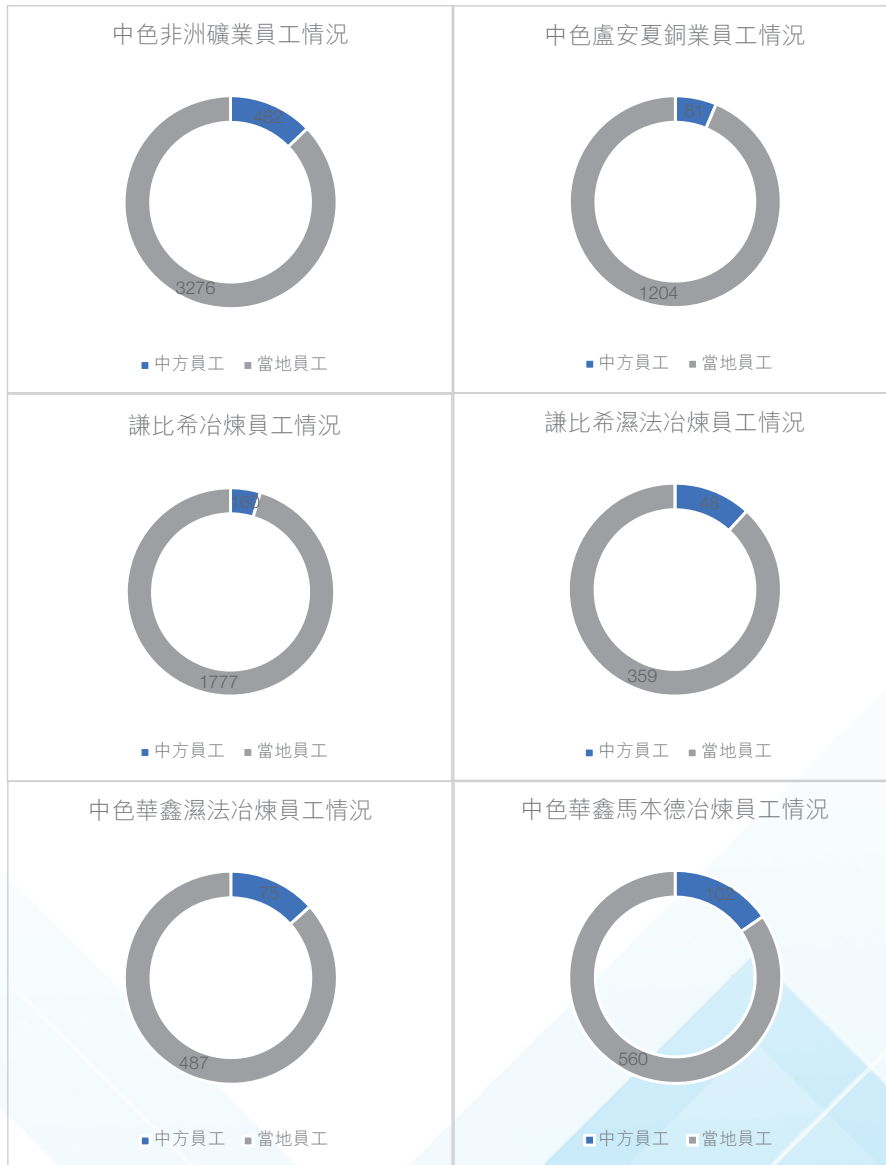 中色非洲礦業員工情況
482
3276
■ 中方員工 ■ 當地員工
中色盧安夏銅業員工情況
81
1204
■ 中方員工 ■ 當地員工
謙比希冶煉員工情況
160
1777
■ 中方員工 ■ 當地員工
謙比希濕法冶煉員工情況
48
359
■ 中方員工 ■ 當地員工
中色華鑫濕法冶煉員工情況
75
487
■ 中方員工 ■ 當地員工
中色華鑫馬本德冶煉員工情況
102
560
■ 中方員工 ■ 當地員工